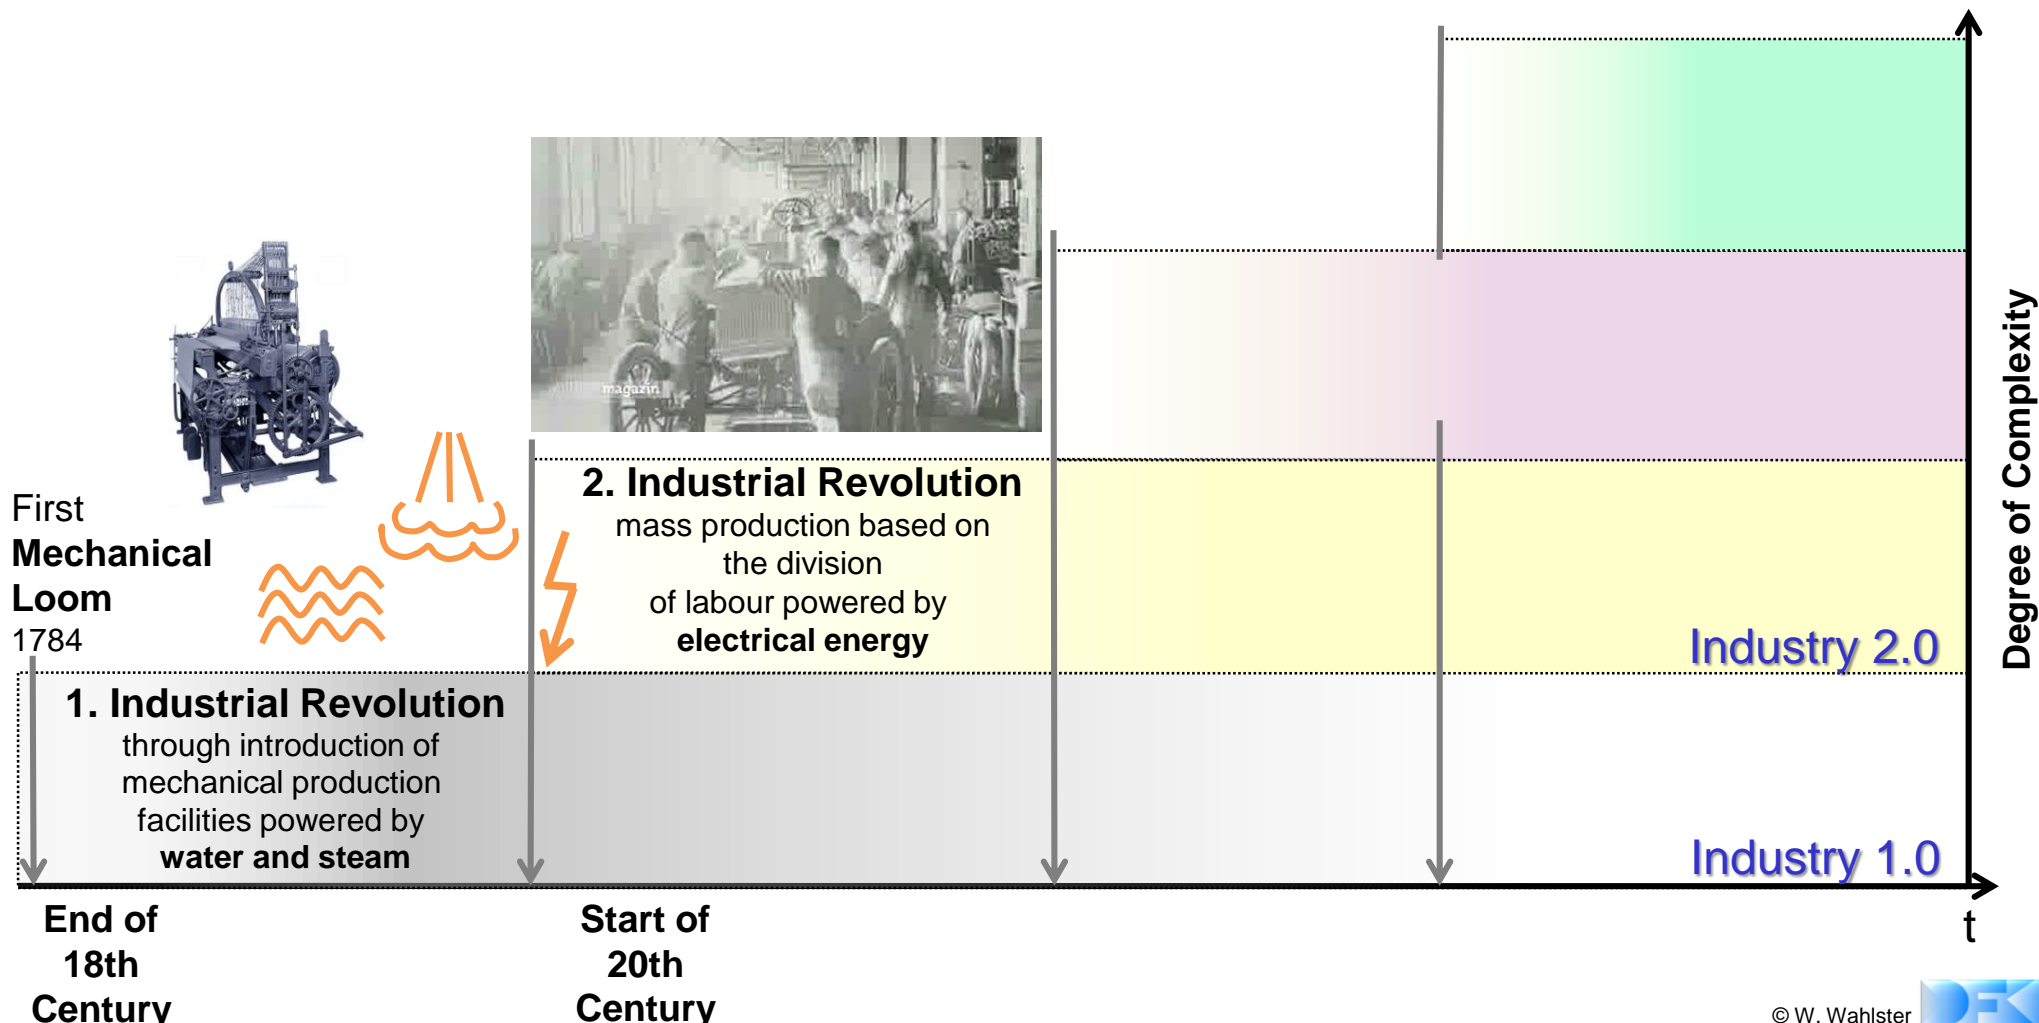 First
Mechanical
Loom
1784
magazin
2. Industrial Revolution
mass production based on
the division
of labour powered by
electrical energy
Industry 2.0
1. Industrial Revolution
through introduction of
mechanical production
facilities powered by
water and steam
Industry 1.0
Degree of Complexity
t
End of
18th
Century
Start of
20th
Century
© W. Wahlster